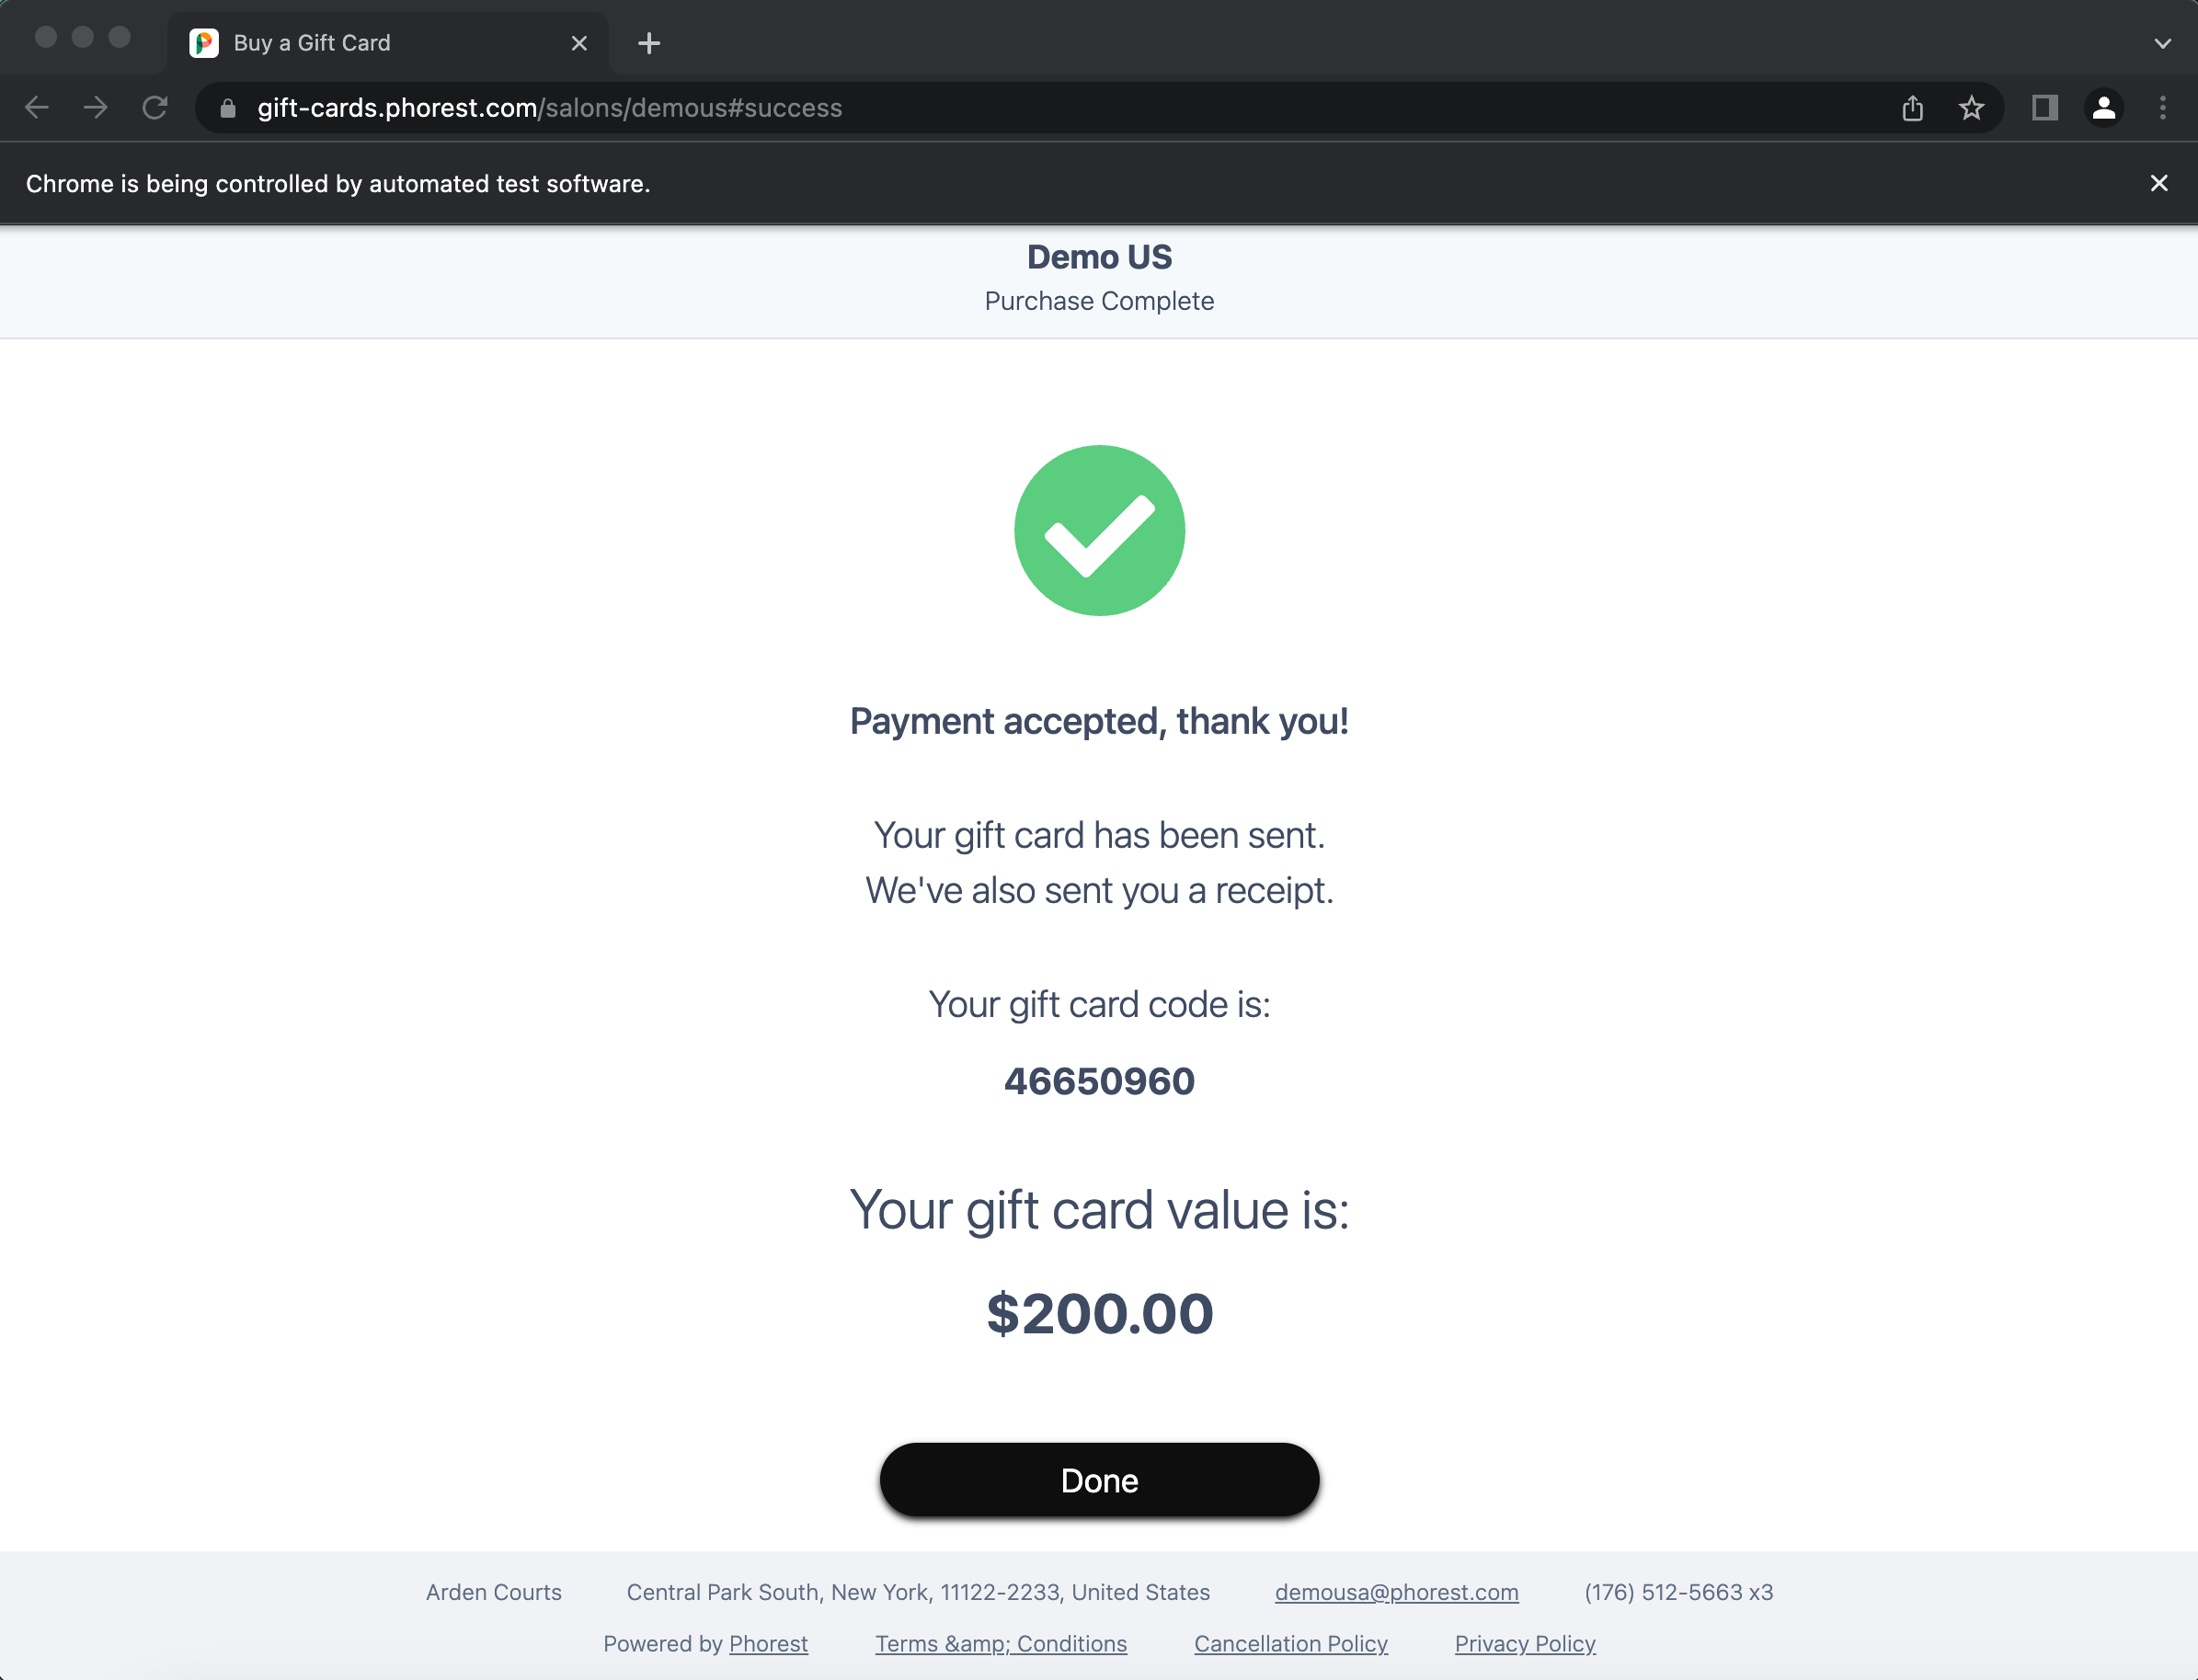 Buy a Gift Card
gift-cards.phorest.com/salons/demous#success
Chrome is being controlled by automated test software.
Demo US
Purchase Complete
Payment accepted, thank you!
Your gift card has been sent.
We've also sent you a receipt.
Your gift card code is:
46650960
Your gift card value is:
$200.00
Done
Arden Courts Central Park South, New York, 11122-2233, United States demousa@phorest.com (176) 512-5663 x3
Powered by Phorest Terms &amp; Conditions Cancellation Policy Privacy Policy